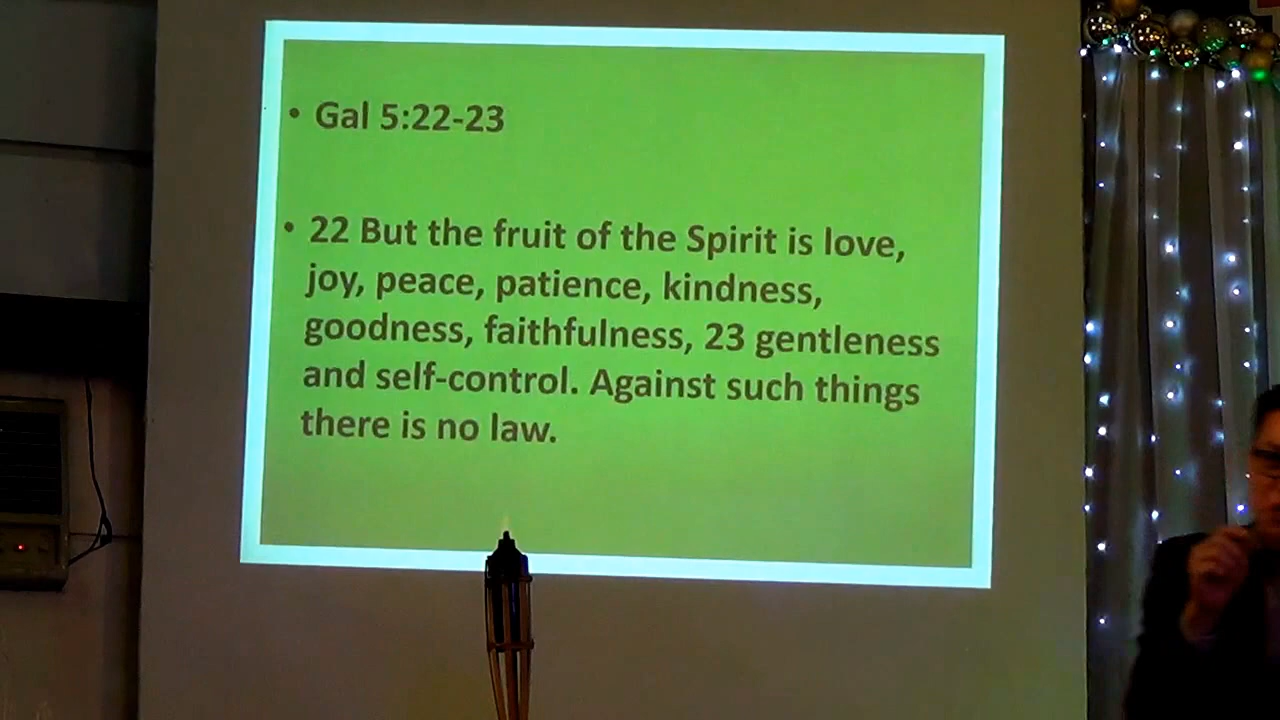 • Gal 5:22-23
• 22 But the fruit of the Spirit is love,
joy, peace, patience, kindness,
goodness, faithfulness, 23 gentleness
and self-control. Against such things
there is no law.